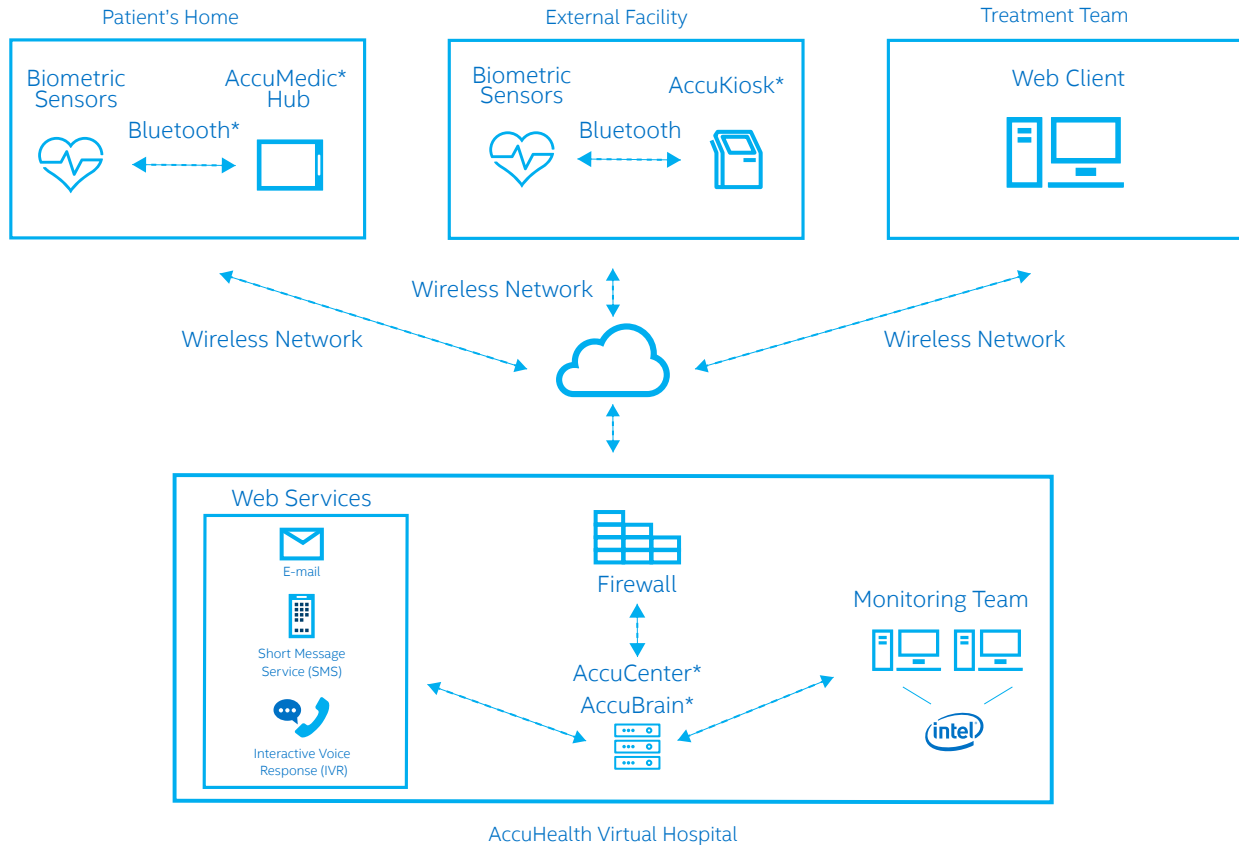 Patient's Home
External Facility
Treatment Team
Biometric
Sensors
AccuMedic*
Hub
Bluetooth*
Biometric
Sensors
AccuKiosk*
Bluetooth
Web Client
Wireless Network
Wireless Network
Wireless Network
Web Services
E-mail
Short Message
Service (SMS)
Interactive Voice
Response (IVR)
Firewall
AccuCenter*
AccuBrain*
Monitoring Team
intel
AccuHealth Virtual Hospital